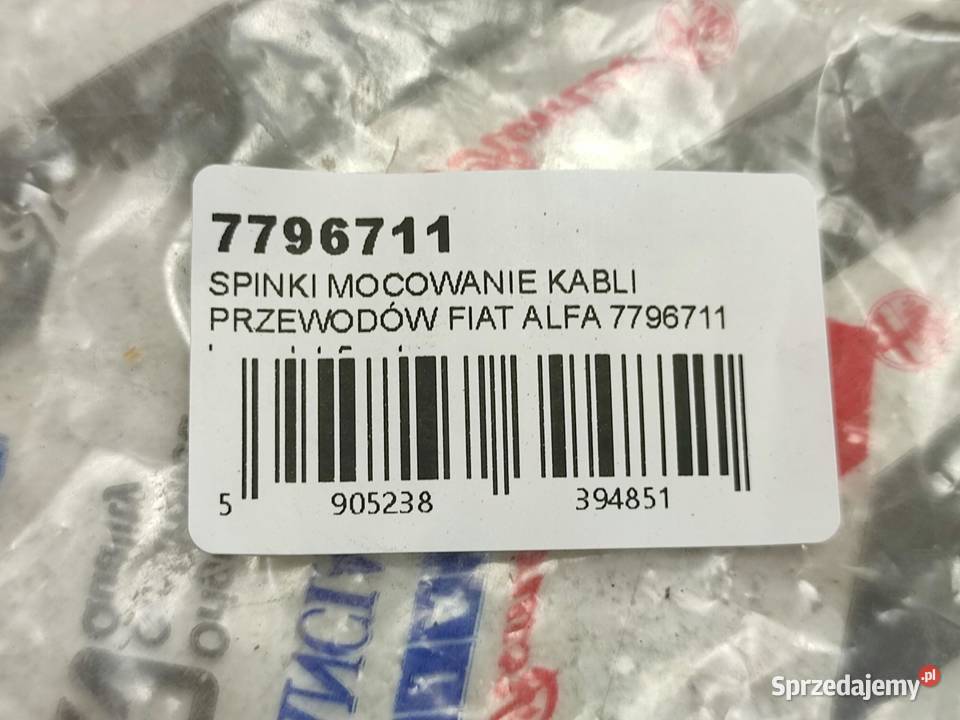 7796711
SPINKI MOCOWANIE KABLI
PRZEWODÓW FIAT ALFA 7796711
5 905238 394851
Sprzedajemy.pl